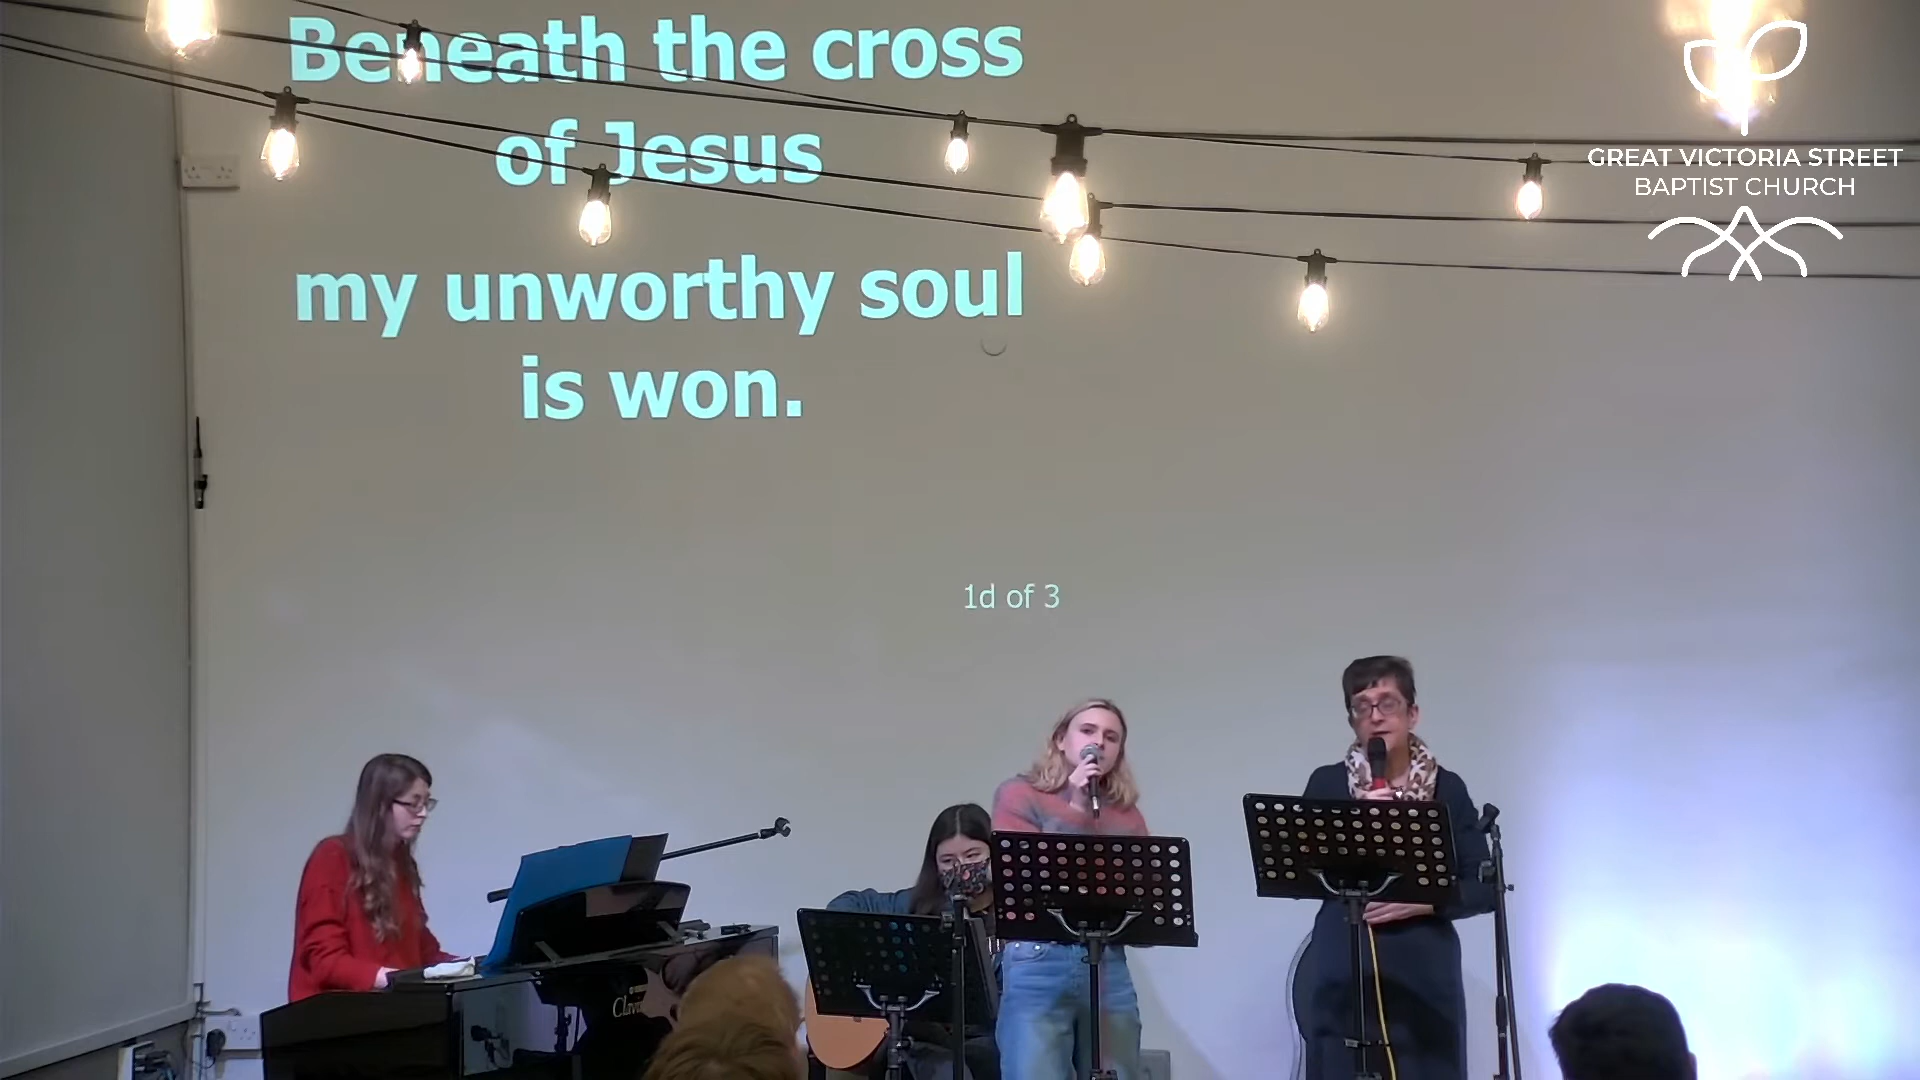 Beneath the cross
of Jesus
my unworthy soul
is won.
1d of 3
GREAT VICTORIA STREET
BAPTIST CHURCH